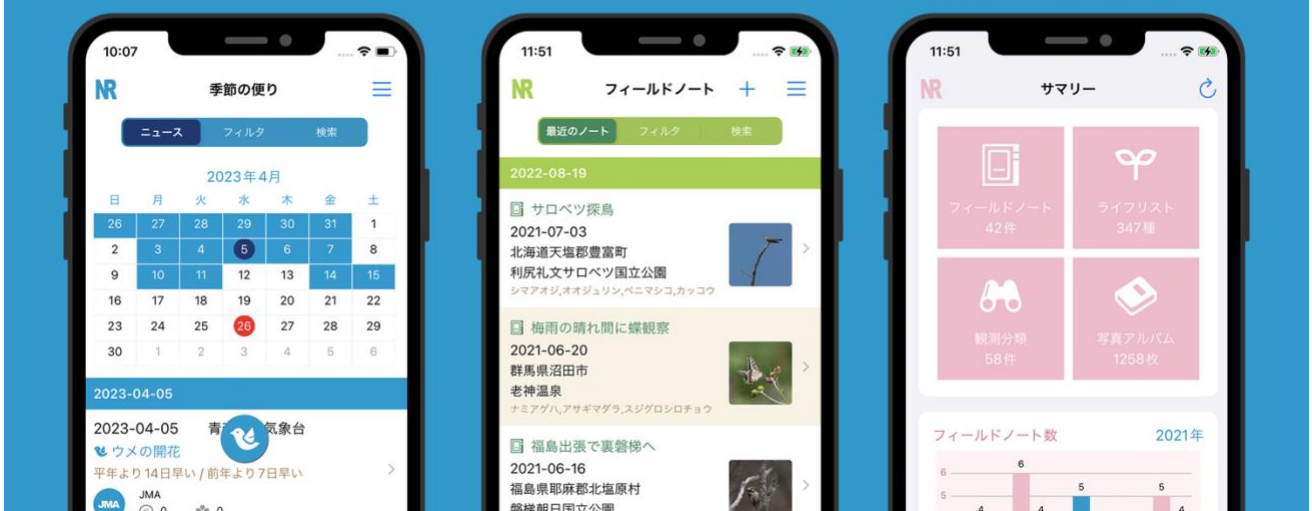 10:07
NR
季節の便り
ニュース フィルタ 検索
2023年4月
日 月 火 水 木 金 土
26 27 28 29 30 31 1
2 3 4 5 6 7 8
9 10 11 12 13 14 15
16 17 18 19 20 21 22
23 24 25 26 27 28 29
30 1 2 3 4 5 6
2023-04-05
2023-04-05 青 気象台
ウメの開花
平年より14日早い / 前年より7日早い
JMA
JMA
0 0
11:51
NR
フィールドノート +
最近のノート フィルタ 検索
2022-08-19
サロベツ探鳥
2021-07-03
北海道天塩郡豊富町
利尻礼文サロベツ国立公園
シマアオジ,オオジュリン,ベニマシコ,カッコウ
梅雨の晴れ間に蝶観察
2021-06-20
群馬県沼田市
老神温泉
ナミアゲハ,アサギマダラ,スジグロシロチョウ
福島出張で裏磐梯へ
2021-06-16
福島県耶麻郡北塩原村
磐梯朝日国立公園
11:51
NR
サマリー
フィールドノート
42件
ライフリスト
347種
観測分類
58件
写真アルバム
1258枚
フィールドノート数 2021年
6 6
5 5 5
4 4 4